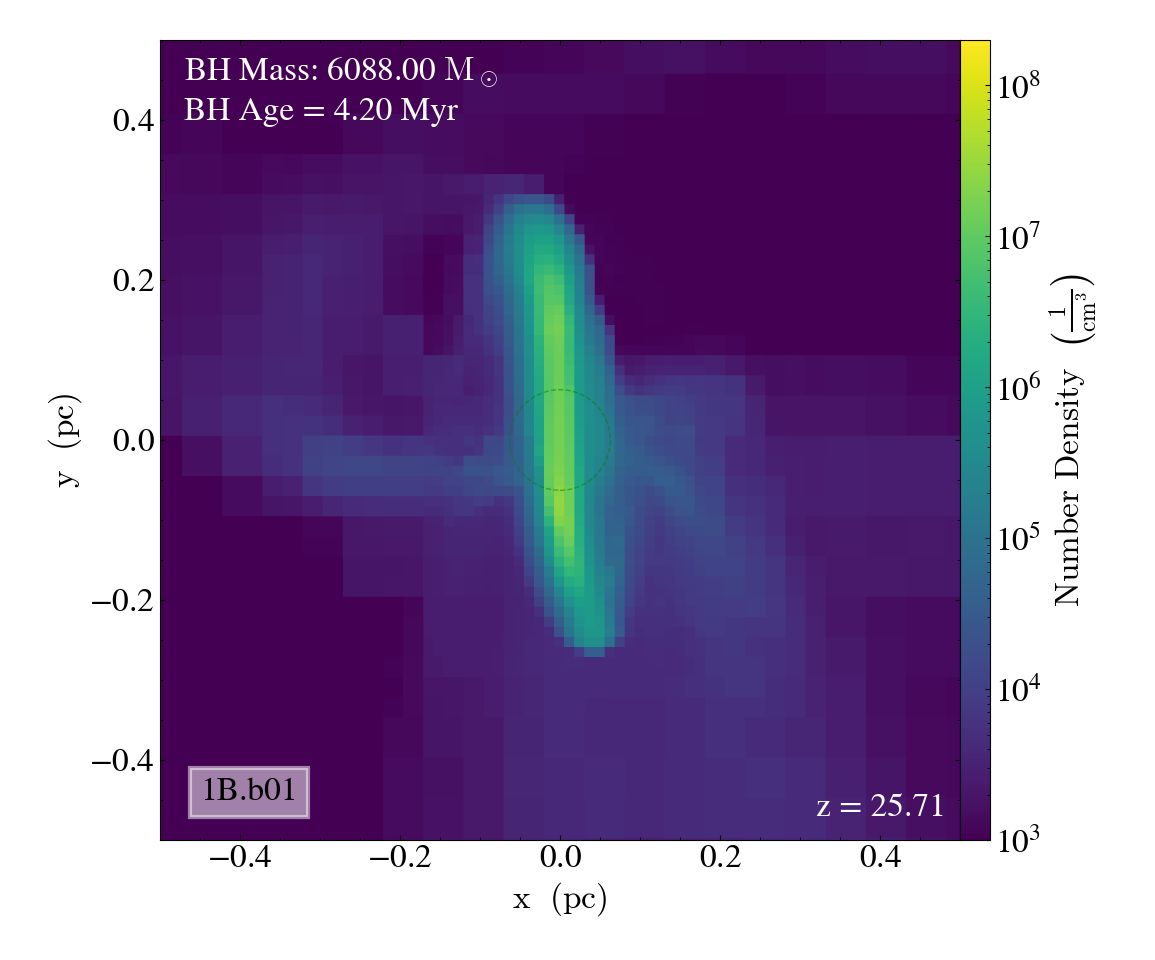 BH Mass: 6088.00 M⊙
BH Age = 4.20 Myr
0.4
0.2
0.0
−0.2
−0.4
y (pc)
1B.b01
z = 25.71
−0.4 −0.2 0.0 0.2 0.4
x (pc)
10⁸
10⁷
10⁶
10⁵
10⁴
10³
Number Density (1/cm³)